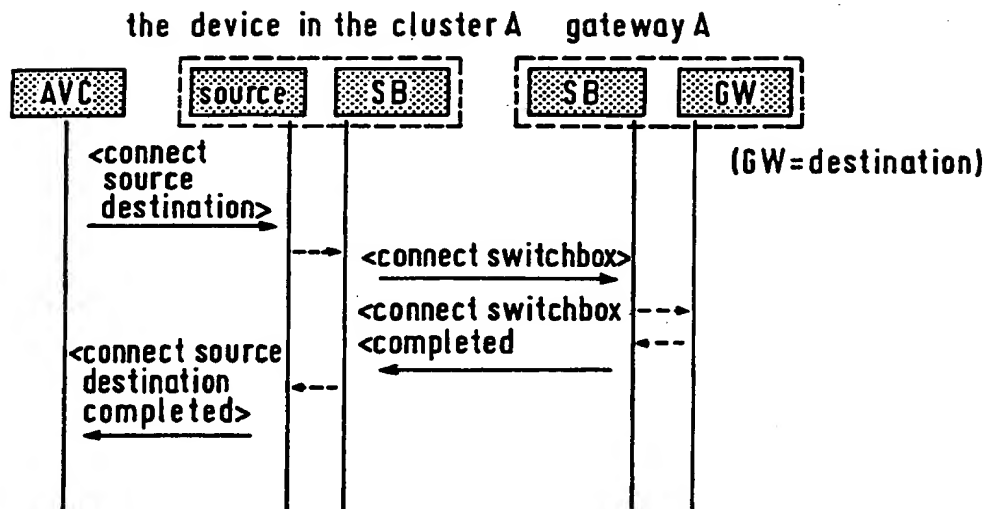 the device in the cluster A gateway A
AVC source SB SB GW
(GW=destination)
<connect
source
destination>
<connect switchbox>
<connect switchbox
<completed
<connect source
destination
completed>